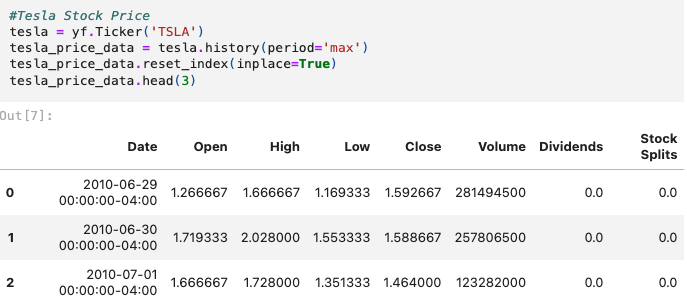 #Tesla Stock Price
tesla = yf.Ticker('TSLA')
tesla_price_data = tesla.history(period='max')
tesla_price_data.reset_index(inplace=True)
tesla_price_data.head(3)
Out[7]:
Date Open High Low Close Volume Dividends Stock Splits
0 2010-06-29 00:00:00-04:00 1.266667 1.666667 1.169333 1.592667 281494500 0.0 0.0
1 2010-06-30 00:00:00-04:00 1.719333 2.028000 1.553333 1.588667 257806500 0.0 0.0
2 2010-07-01 00:00:00-04:00 1.666667 1.728000 1.351333 1.464000 123282000 0.0 0.0